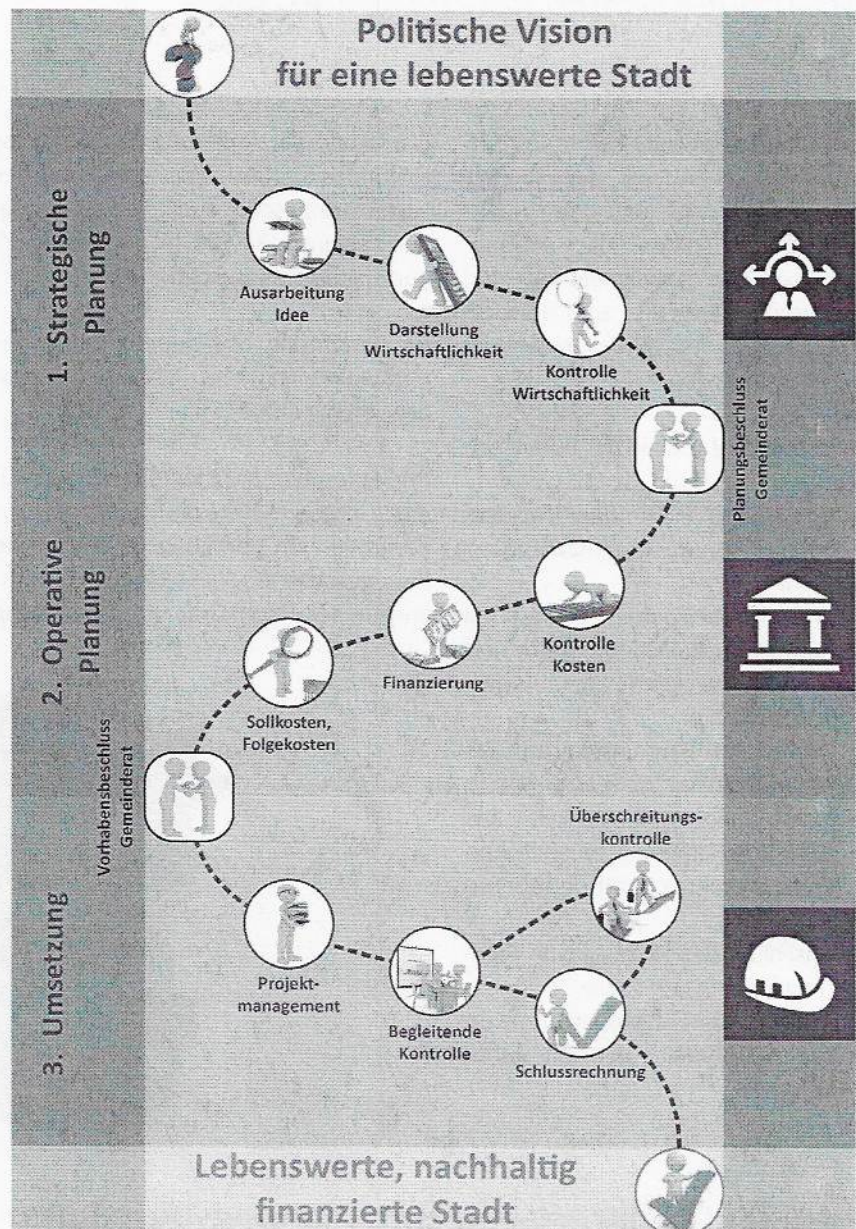 Politische Vision
für eine lebenswerte Stadt
1. Strategische
Planung
Ausarbeitung
Idee
Darstellung
Wirtschaftlichkeit
Kontrolle
Wirtschaftlichkeit
Planungsbeschluss
Gemeinderat
2. Operative
Planung
Kontrolle
Kosten
Finanzierung
Sollkosten,
Folgekosten
Vorhabensbeschluss
Gemeinderat
3. Umsetzung
Projekt-
management
Begleitende
Kontrolle
Überschreitungs-
kontrolle
Schlussrechnung
Lebenswerte, nachhaltig
finanzierte Stadt